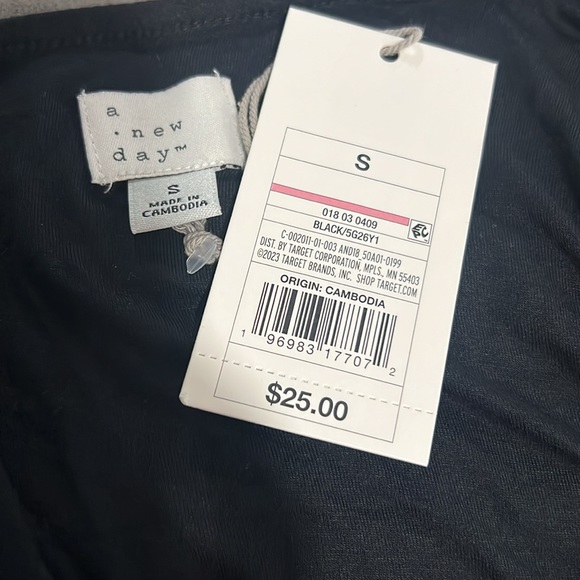 a
· new
day™
S
MADE IN
CAMBODIA
S
018 03 0409
BLACK/5G26Y1
C-002011-01-003 AND18_50A01-0199
DIST. BY TARGET CORPORATION, MPLS., MN 55403
©2023 TARGET BRANDS, INC. SHOP TARGET.COM
ORIGIN: CAMBODIA
1 96983 17707 2
$25.00